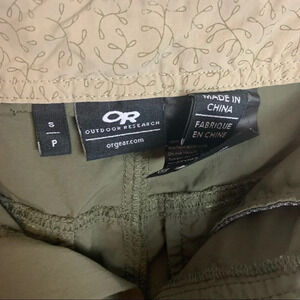 S
P
OR
OUTDOOR RESEARCH
orgear.com
MADE IN
CHINA
FABRIQUÉ
EN CHINE